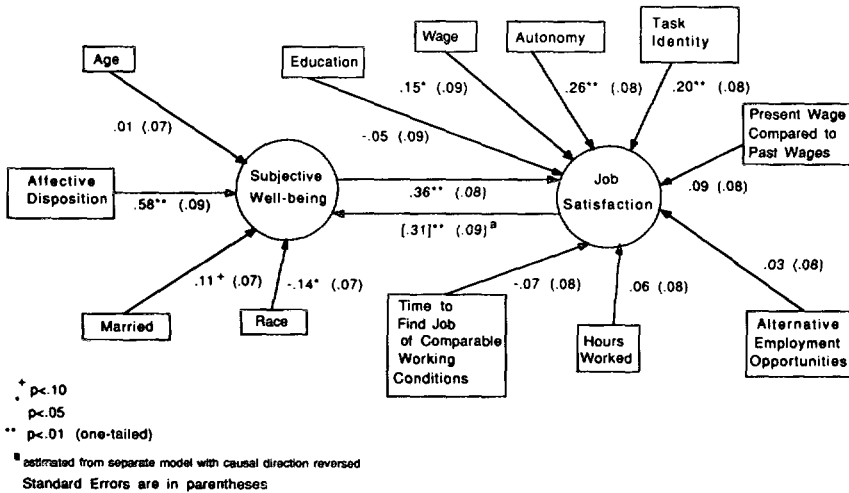 Age
Education
Wage
Autonomy
Task
Identity
.01 (.07)
-.05 (.09)
.15* (.09)
.26** (.08)
.20** (.08)
Present Wage
Compared to
Past Wages
.09 (.08)
Affective
Disposition
.58** (.09)
Subjective
Well-being
.36** (.08)
[.31]** (.09)a
Job
Satisfaction
.11+ (.07)
-.14* (.07)
-.07 (.08)
.06 (.08)
.03 (.08)
Married
Race
Time to
Find Job
of Comparable
Working
Conditions
Hours
Worked
Alternative
Employment
Opportunities
+ p<.10
* p<.05
** p<.01 (one-tailed)
a estimated from separate model with causal direction reversed
Standard Errors are in parentheses